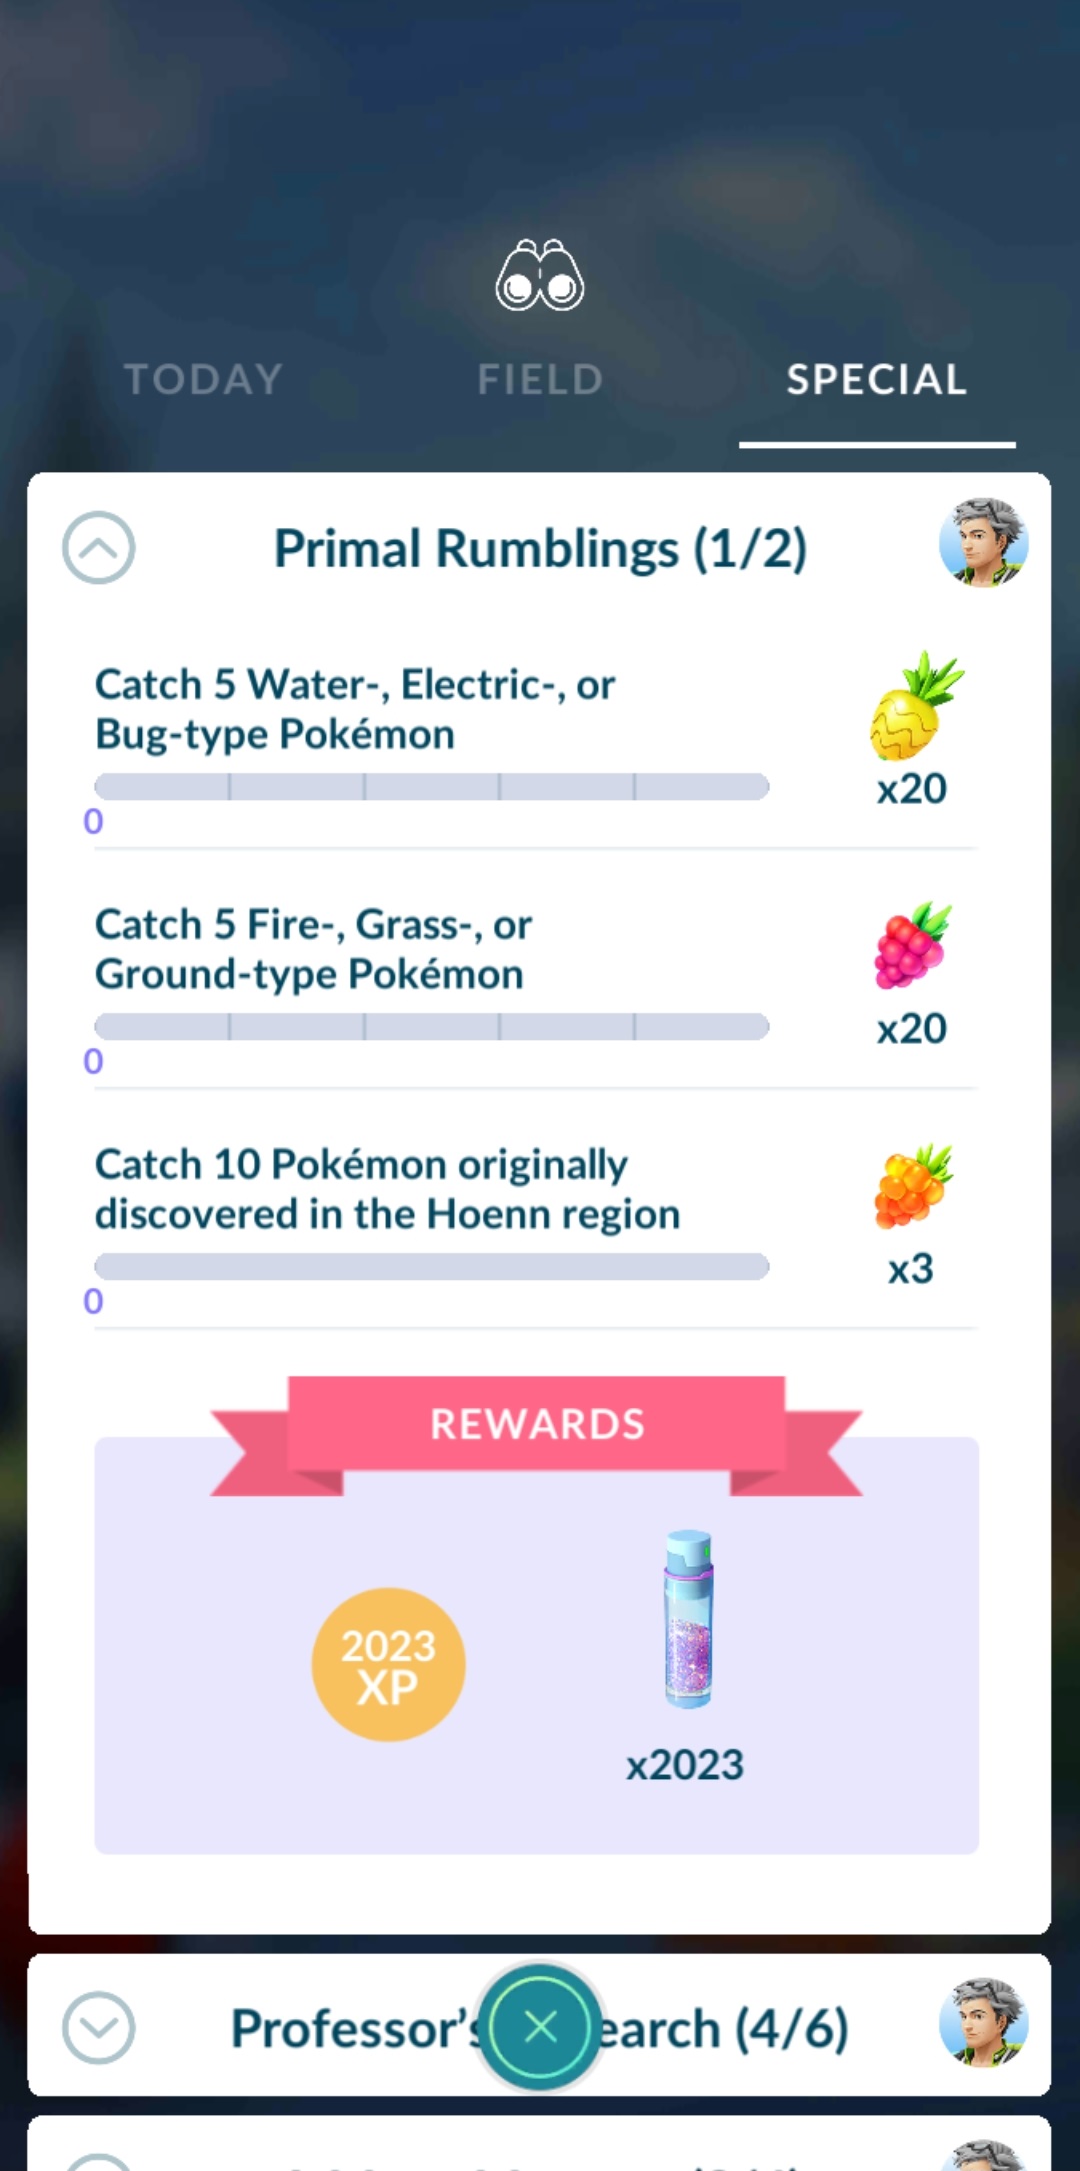 TODAY
FIELD
SPECIAL
Primal Rumblings (1/2)
Catch 5 Water-, Electric-, or
Bug-type Pokémon
x20
0
Catch 5 Fire-, Grass-, or
Ground-type Pokémon
x20
0
Catch 10 Pokémon originally
discovered in the Hoenn region
x3
0
REWARDS
2023
XP
x2023
Professor's earch (4/6)